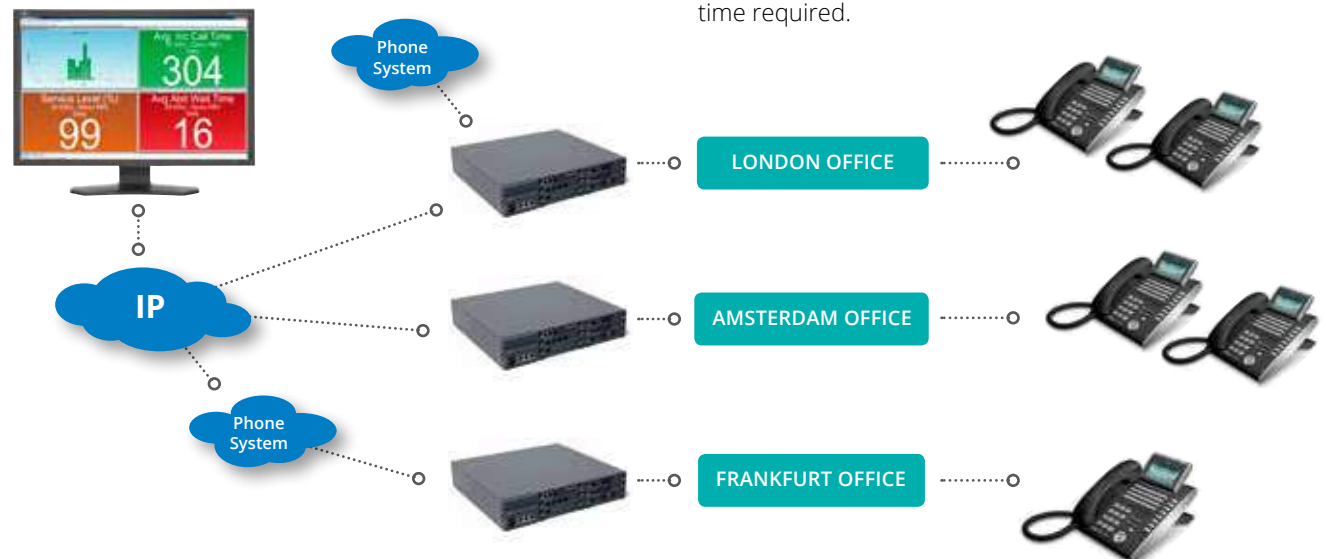 time required.
Avg Inc Call Time
304
Service Level (%)
99
Avg Abd Wait Time
16
Phone
System
LONDON OFFICE
IP
AMSTERDAM OFFICE
Phone
System
FRANKFURT OFFICE